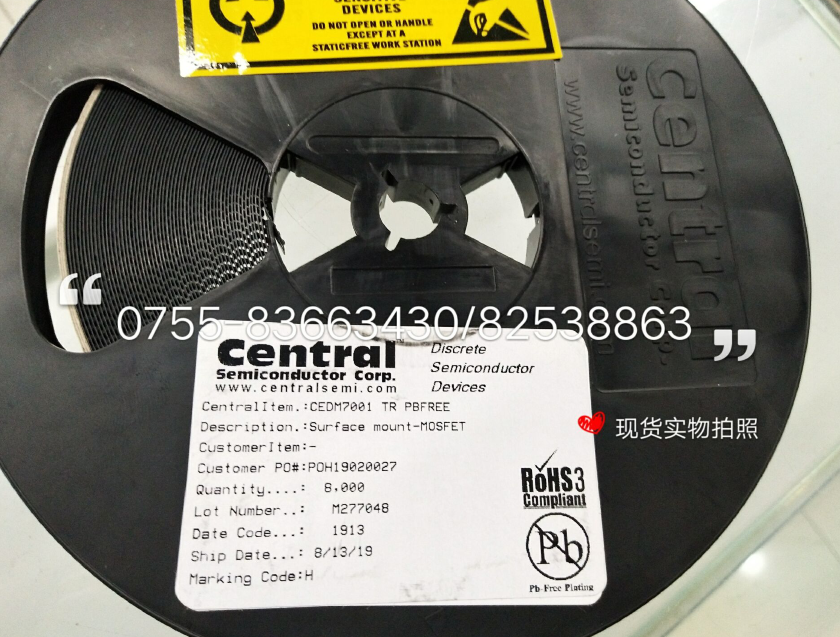 SENSITIVE
DEVICES
DO NOT OPEN OR HANDLE
EXCEPT AT A
STATICFREE WORK STATION
Central
Semiconductor Corp.
www.centralsemi.com
“
0755-83663430/82538863
”
Central™
Semiconductor Corp.
www.centralsemi.com
Discrete
Semiconductor
Devices
CentralItem.:CEDM7001 TR PBFREE
Description.:Surface mount-MOSFET
CustomerItem:-
Customer PO#:POH19020027
Quantity....: 8,000
Lot Number..: M277048
Date Code...: 1913
Ship Date...: 8/13/19
Marking Code:H
现货实物拍照
RoHS3
Compliant
Pb
Pb-Free Plating